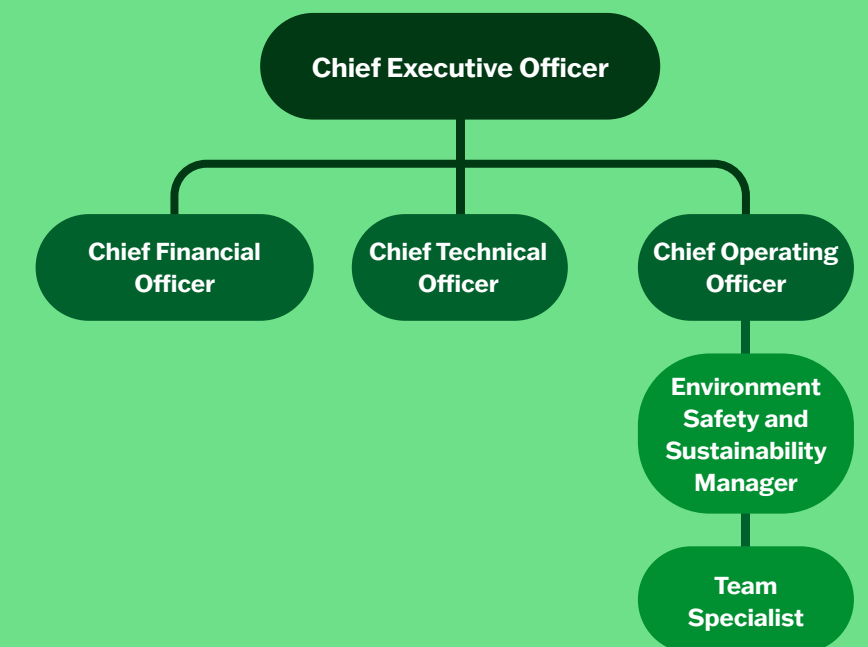 Chief Executive Officer
Chief Financial
Officer
Chief Technical
Officer
Chief Operating
Officer
Environment
Safety and
Sustainability
Manager
Team
Specialist